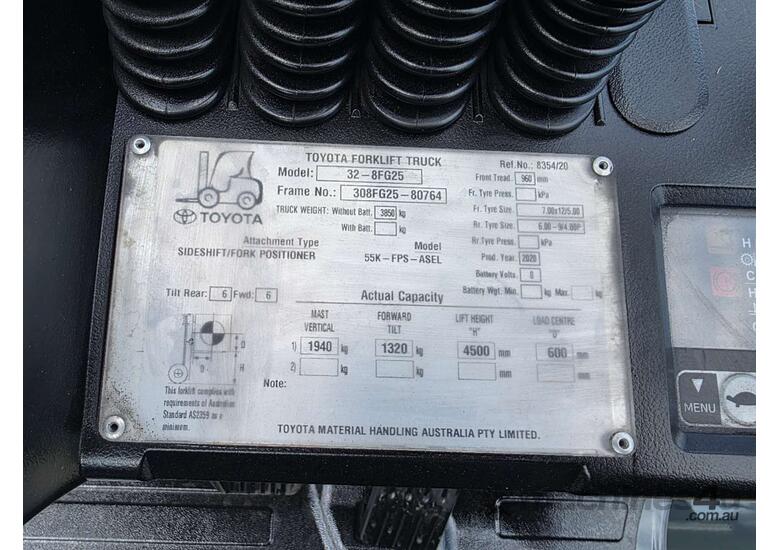 TOYOTA FORKLIFT TRUCK
Ref.No.: 8354/20
Model: 32-8FG25
Front Tread. 960 mm
Frame No.: 308FG25-80764
Fr. Tyre Press. kPa
TOYOTA
TRUCK WEIGHT: Without Batt. 3850 kg
Fr. Tyre Size. 7.00x12/5.00
With Batt. kg
Rr. Tyre Size. 6.00-9/4.00P
Attachment Type
Model
Rr.Tyre Press. kPa
SIDESHIFT/FORK POSITIONER
55K-FPS-ASEL
Prod. Year. 2020
Battery Volts. 0
Battery Wgt. Min. kg Max. kg
Tilt Rear: 6 Fwd: 6
Actual Capacity
MAST VERTICAL
FORWARD TILT
LIFT HEIGHT "H"
LOAD CENTRE "D"
1) 1940 kg 1320 kg 4500 mm 600 mm
2) kg kg mm mm
D
D
H
Note:
This forklift complies with
requirements of Australian
Standard AS2359 as a
minimum.
TOYOTA MATERIAL HANDLING AUSTRALIA PTY LIMITED.
H
C
H
MENU
.com.au